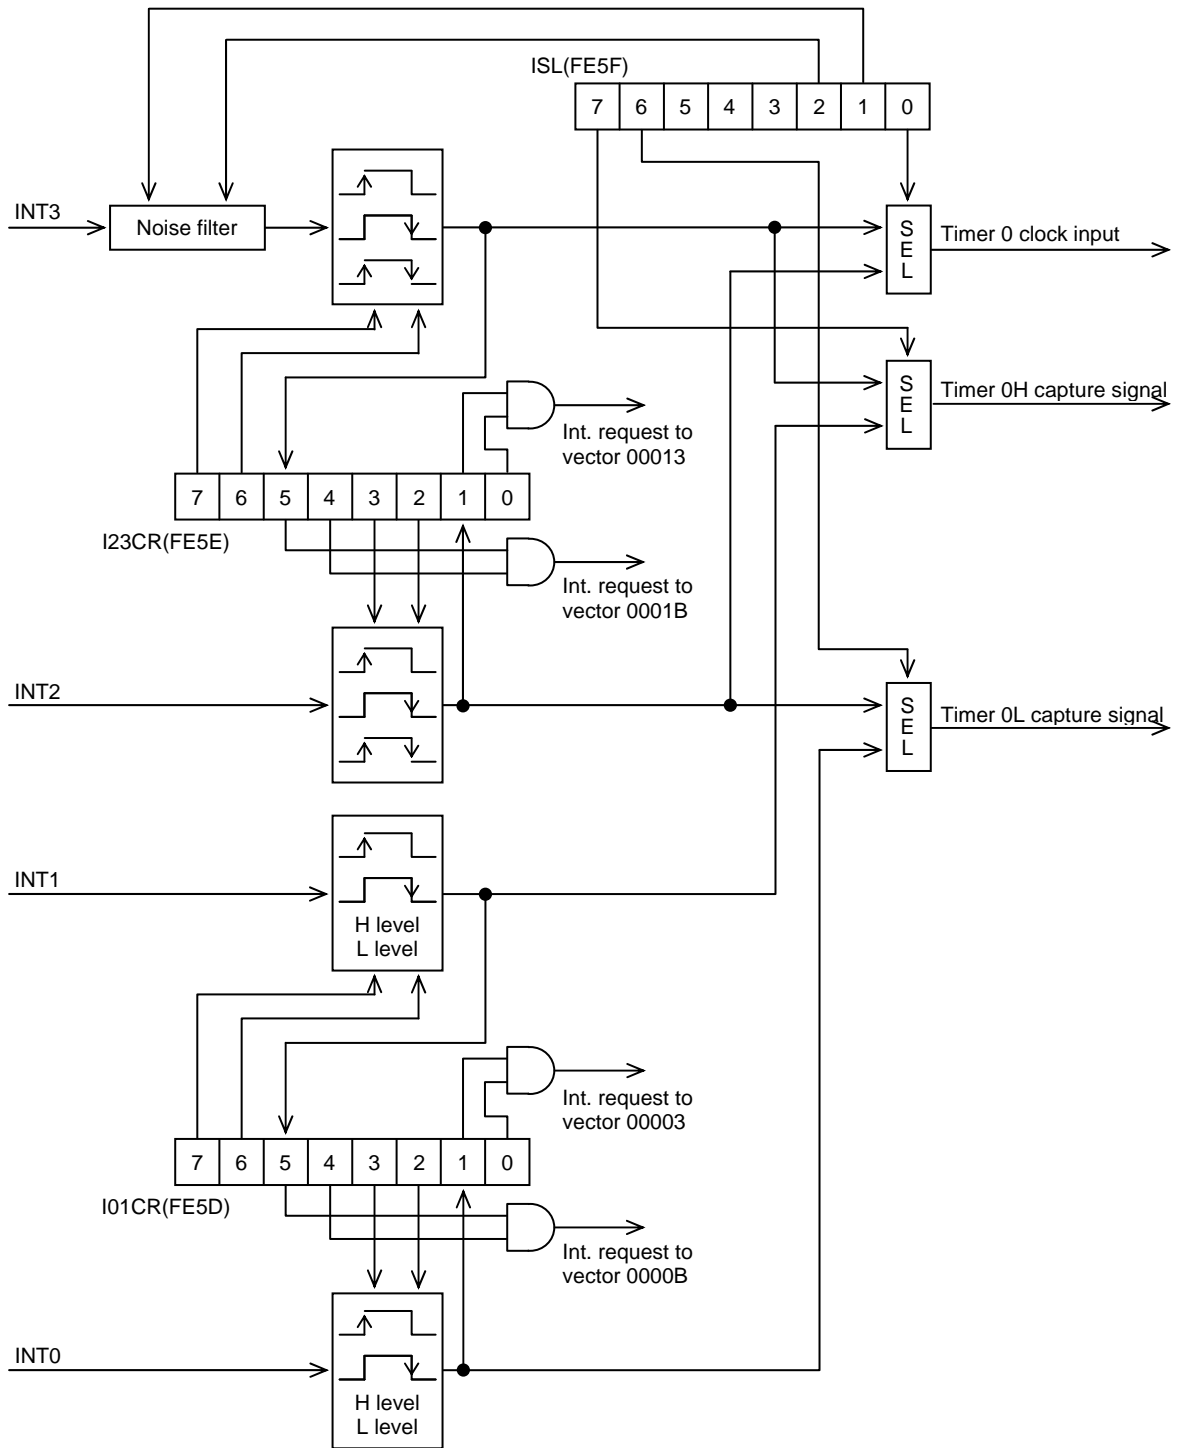 ISL(FE5F)
7 6 5 4 3 2 1 0
INT3
Noise filter
S
E
L
Timer 0 clock input
S
E
L
Timer 0H capture signal
Int. request to
vector 00013
7 6 5 4 3 2 1 0
I23CR(FE5E)
Int. request to
vector 0001B
INT2
S
E
L
Timer 0L capture signal
INT1
H level
L level
Int. request to
vector 00003
7 6 5 4 3 2 1 0
I01CR(FE5D)
Int. request to
vector 0000B
INT0
H level
L level